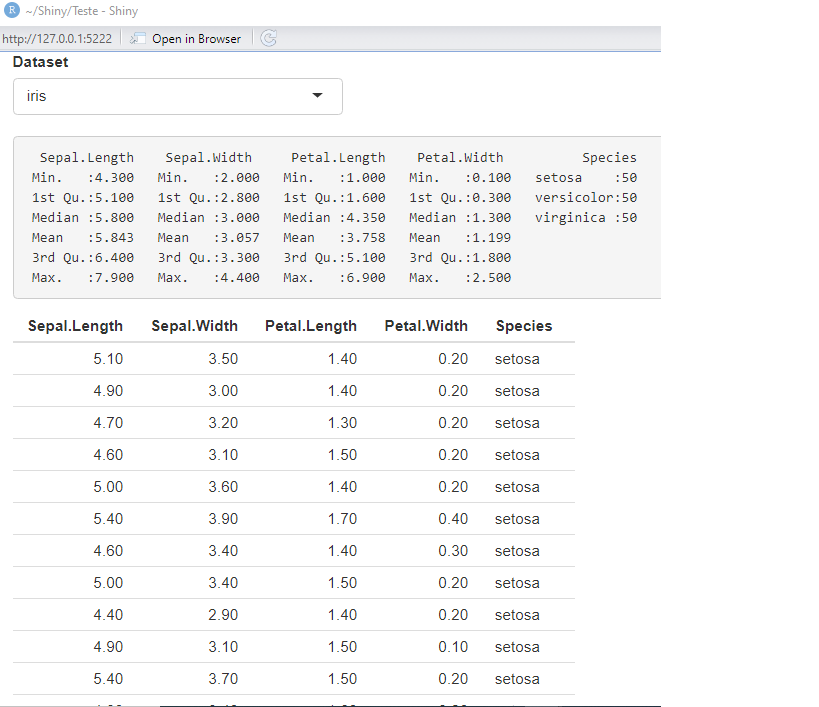 R ~/Shiny/Teste - Shiny
http://127.0.0.1:5222 Open in Browser
Dataset
iris
Sepal.Length Sepal.Width Petal.Length Petal.Width Species
Min. :4.300 Min. :2.000 Min. :1.000 Min. :0.100 setosa :50
1st Qu.:5.100 1st Qu.:2.800 1st Qu.:1.600 1st Qu.:0.300 versicolor:50
Median :5.800 Median :3.000 Median :4.350 Median :1.300 virginica :50
Mean :5.843 Mean :3.057 Mean :3.758 Mean :1.199
3rd Qu.:6.400 3rd Qu.:3.300 3rd Qu.:5.100 3rd Qu.:1.800
Max. :7.900 Max. :4.400 Max. :6.900 Max. :2.500
Sepal.Length Sepal.Width Petal.Length Petal.Width Species
5.10 3.50 1.40 0.20 setosa
4.90 3.00 1.40 0.20 setosa
4.70 3.20 1.30 0.20 setosa
4.60 3.10 1.50 0.20 setosa
5.00 3.60 1.40 0.20 setosa
5.40 3.90 1.70 0.40 setosa
4.60 3.40 1.40 0.30 setosa
5.00 3.40 1.50 0.20 setosa
4.40 2.90 1.40 0.20 setosa
4.90 3.10 1.50 0.10 setosa
5.40 3.70 1.50 0.20 setosa